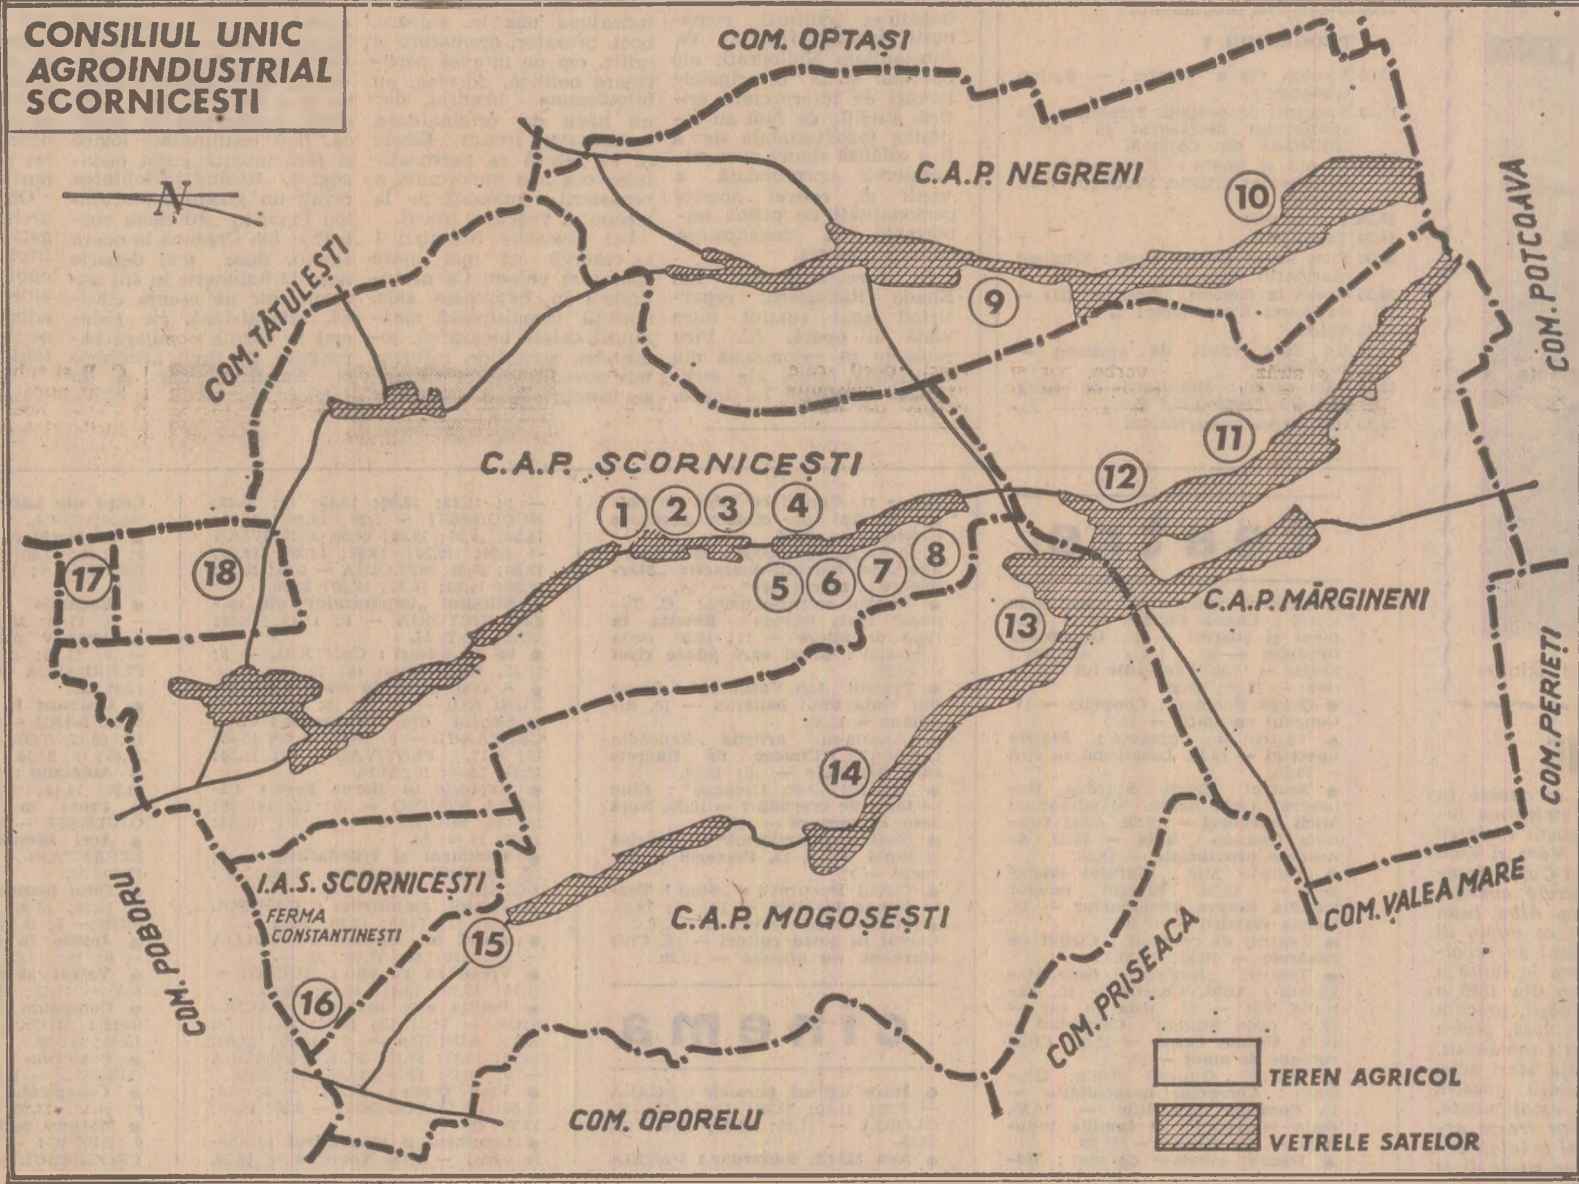 CONSILIUL UNIC
AGROINDUSTRIAL
SCORNICEȘTI
COM. OPTAȘI
N
C.A.P. NEGRENI
10
COM. POTCOAVA
COM. TĂTULEȘTI
9
11
C.A.P. SCORNICEȘTI
12
1 2 3 4
17 18
5 6 7 8
13
C.A.P. MĂRGINENI
COM. PERIEȚI
14
I.A.S. SCORNICEȘTI
FERMA
CONSTANTINEȘTI
COM. POBORU
15
C.A.P. MOGOȘEȘTI
COM. VALEA MARE
COM. PRISEACA
16
COM. OPORELU
TEREN AGRICOL
VETRELE SATELOR